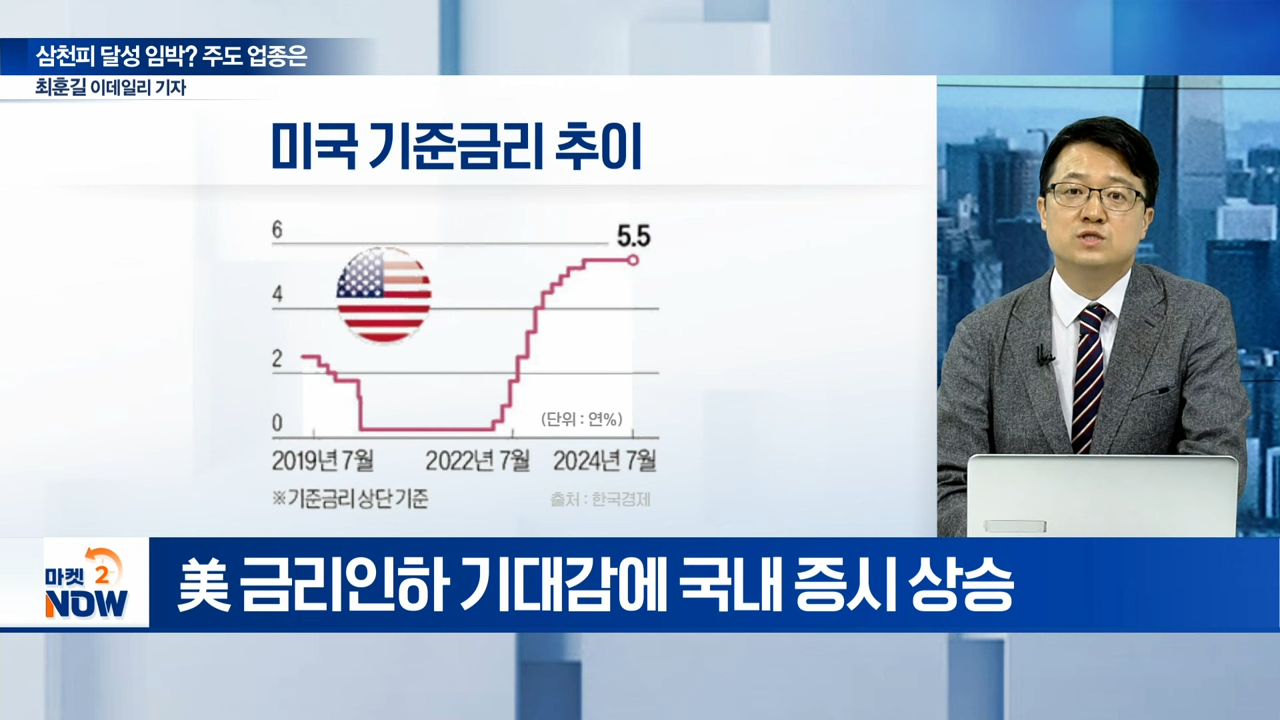 삼천피 달성 임박? 주도 업종은
최훈길 이데일리 기자
미국 기준금리 추이
6
5.5
4
2
0
(단위 : 연%)
2019년 7월 2022년 7월 2024년 7월
※기준금리 상단 기준
출처 : 한국경제
마켓 2
NOW
美 금리인하 기대감에 국내 증시 상승